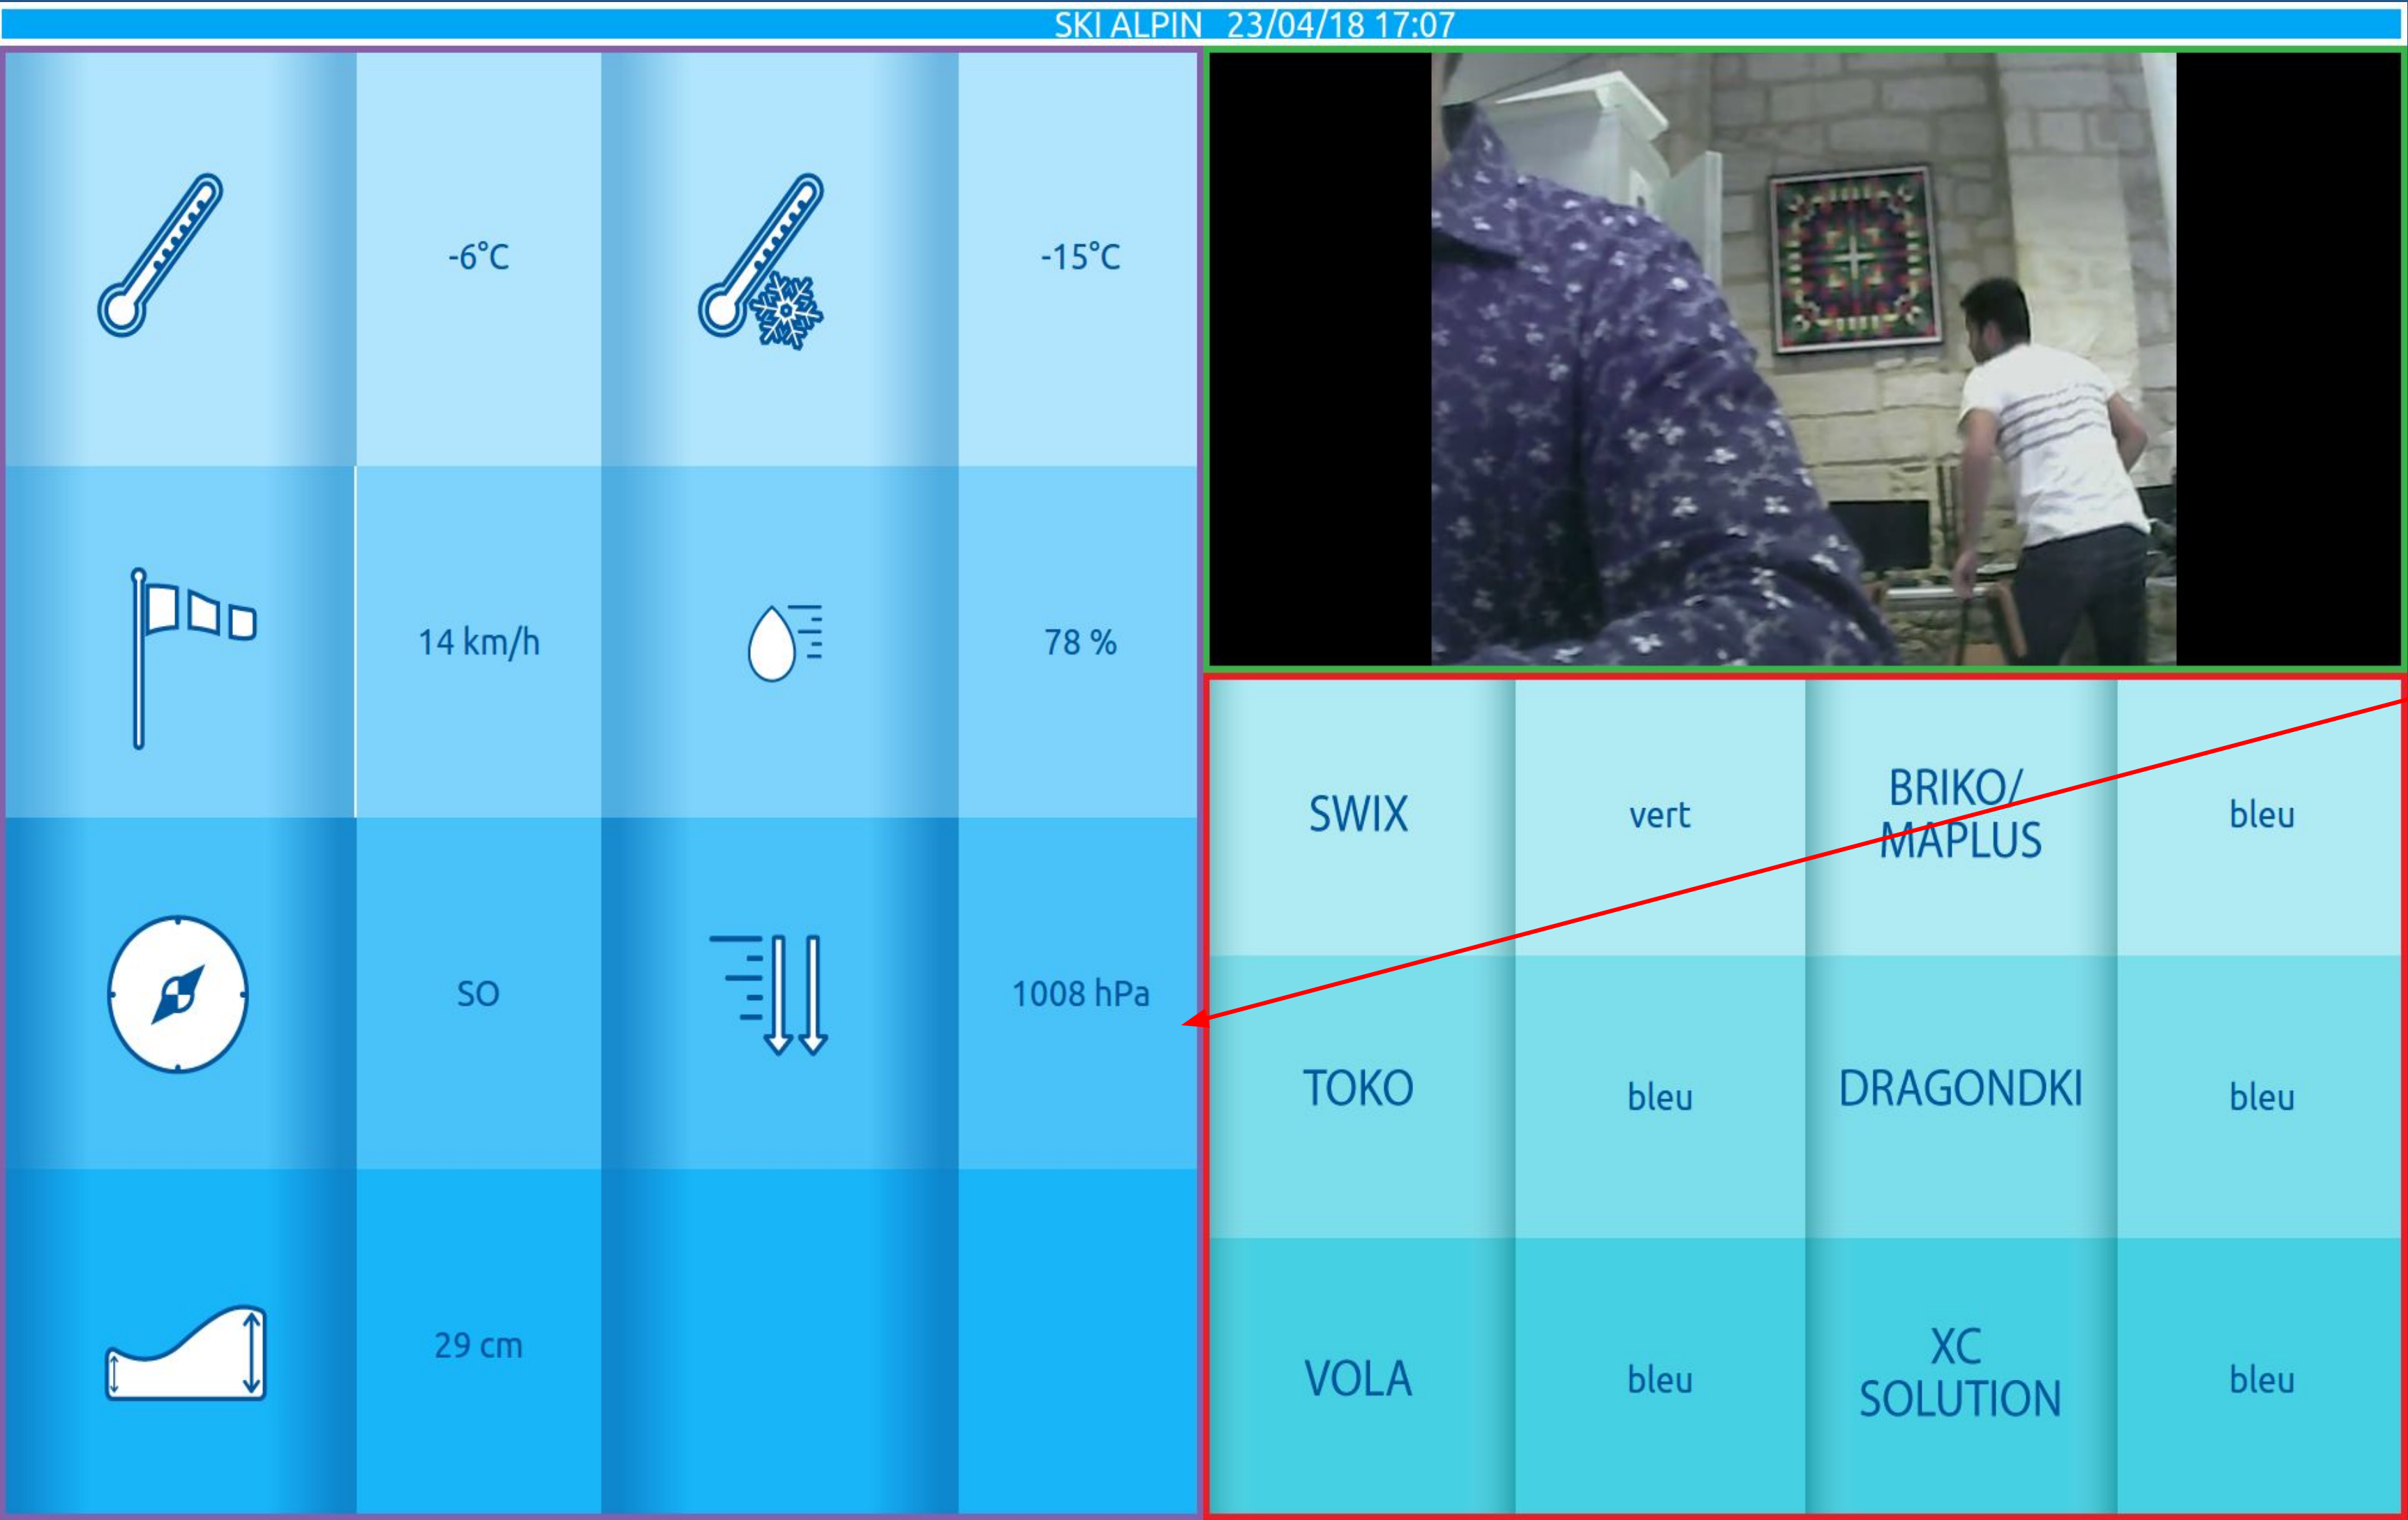 SKI ALPIN 23/04/18 17:07
-6°C
-15°C
14 km/h
78 %
SO
1008 hPa
29 cm
SWIX
vert
BRIKO/
MAPLUS
bleu
TOKO
bleu
DRAGONDKI
bleu
VOLA
bleu
XC
SOLUTION
bleu